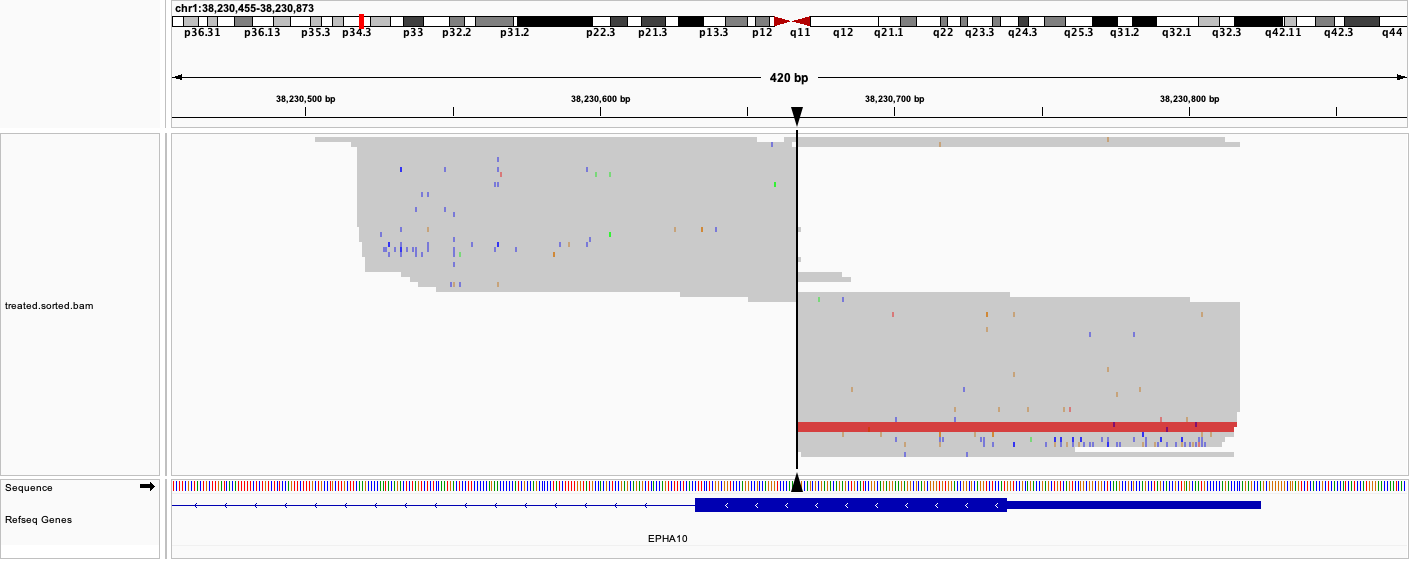 chr1:38,230,455-38,230,873
p36.31 p36.13 p35.3 p34.3 p33 p32.2 p31.2 p22.3 p21.3 p13.3 p12 q11 q12 q21.1 q22 q23.3 q24.3 q25.3 q31.2 q32.1 q32.3 q42.11 q42.3 q44
420 bp
38,230,500 bp 38,230,600 bp 38,230,700 bp 38,230,800 bp
treated.sorted.bam
Sequence
Refseq Genes
EPHA10